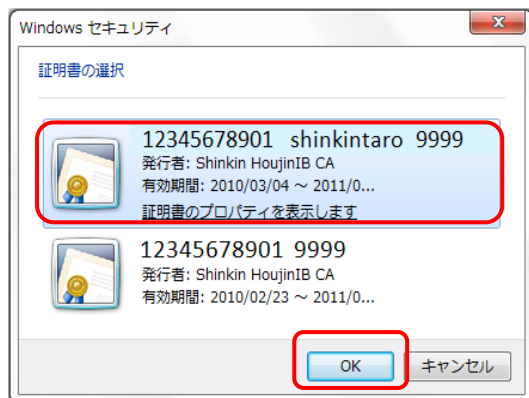 Windows セキュリティ
証明書の選択
12345678901 shinkintaro 9999
発行者: Shinkin HoujinIB CA
有効期間: 2010/03/04 ～ 2011/0...
証明書のプロパティを表示します
12345678901 9999
発行者: Shinkin HoujinIB CA
有効期間: 2010/02/23 ～ 2011/0...
OK
キャンセル